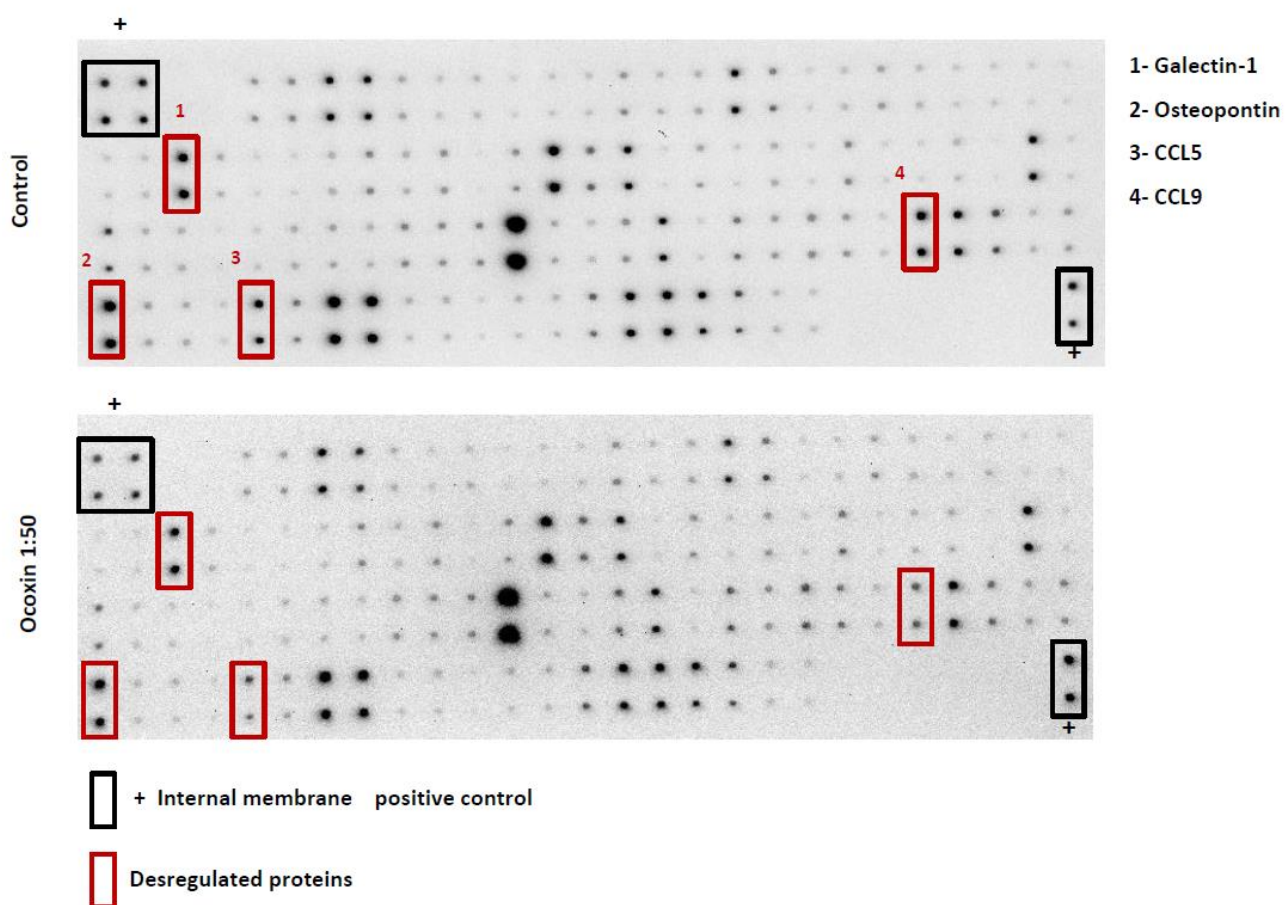 +
1- Galectin-1
2- Osteopontin
3- CCL5
4- CCL9
Control
1
4
2
3
+
+
Ocoxin 1:50
+
+ Internal membrane positive control
Desregulated proteins